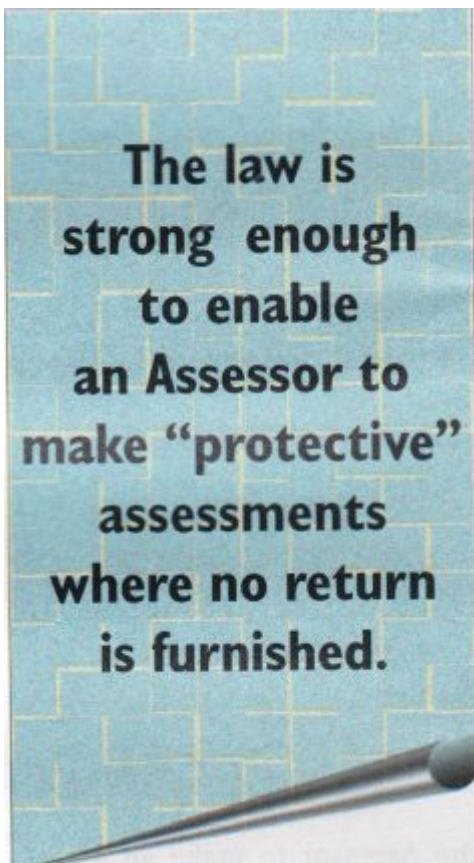 The law is
strong enough
to enable
an Assessor to
make “protective”
assessments
where no return
is furnished.